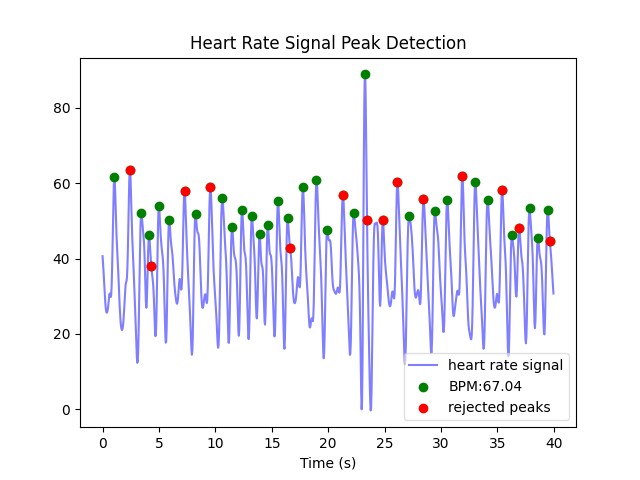 Heart Rate Signal Peak Detection
80
60
40
20
0
heart rate signal
BPM:67.04
rejected peaks
0 5 10 15 20 25 30 35 40
Time (s)